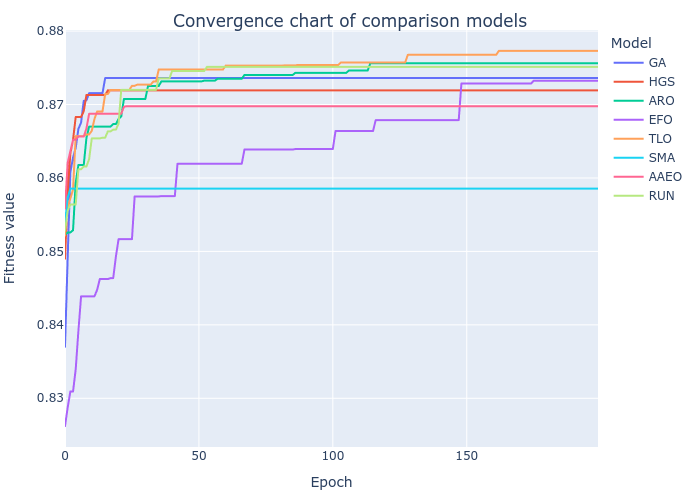 Convergence chart of comparison models
0.88
0.87
0.86
0.85
0.84
0.83
Fitness value
0
50
100
150
Epoch
Model
GA
HGS
ARO
EFO
TLO
SMA
AAEO
RUN